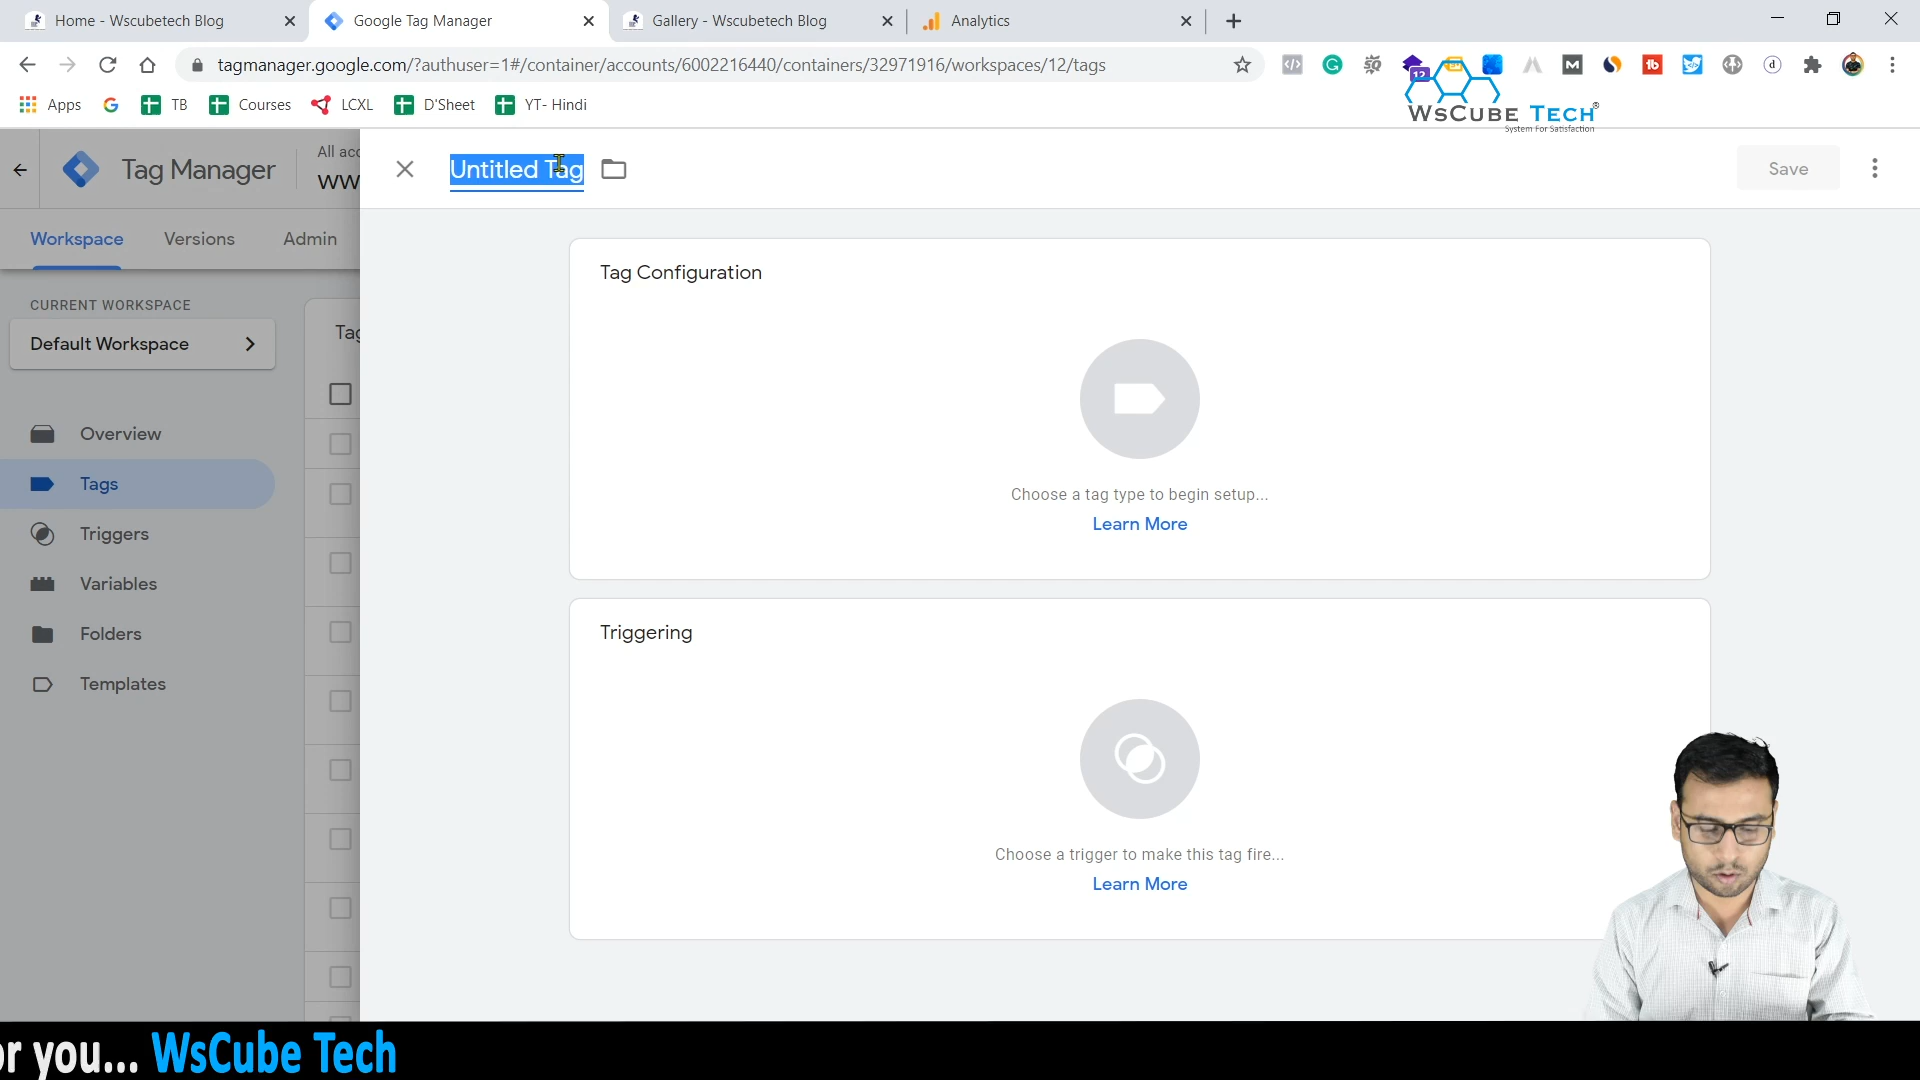 Home - Wscubetech Blog
Google Tag Manager
Gallery - Wscubetech Blog
Analytics
tagmanager.google.com/?authuser=1#/container/accounts/6002216440/containers/32971916/workspaces/12/tags
12
Apps
TB
Courses
LCXL
D'Sheet
YT- Hindi
WsCube Tech®
System For Satisfaction
Tag Manager
All acc
ww
Untitled Tag
Save
Workspace
Versions
Admin
CURRENT WORKSPACE
Default Workspace
Tag
Overview
Tags
Triggers
Variables
Folders
Templates
Tag Configuration
Choose a tag type to begin setup...
Learn More
Triggering
Choose a trigger to make this tag fire...
Learn More
or you... WsCube Tech